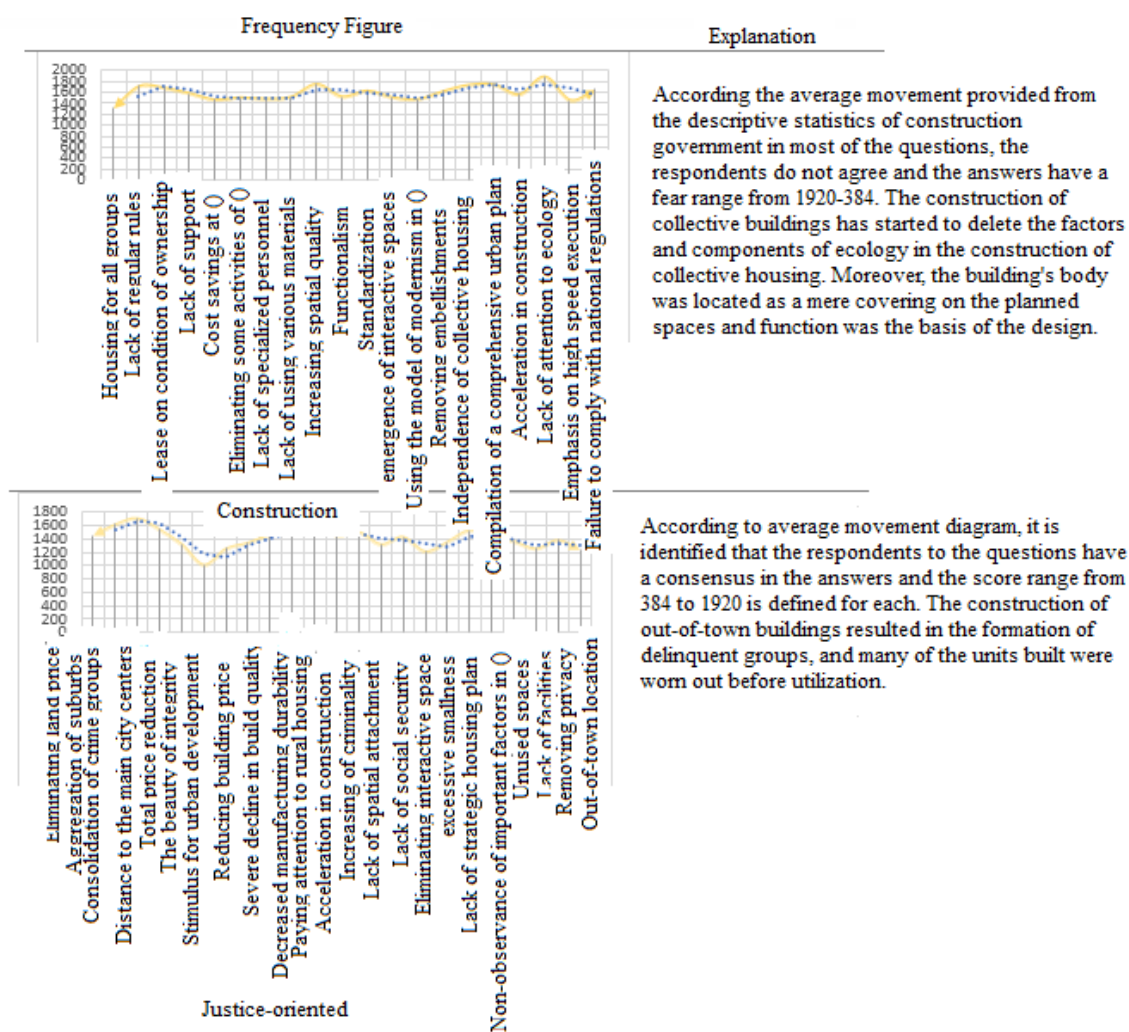 Frequency Figure
Explanation
2000
1800
1600
1400
1200
1000
800
600
400
200
0
Housing for all groups
Lack of regular rules
Lease on condition of ownership
Lack of support
Cost savings at ()
Eliminating some activities of ()
Lack of specialized personnel
Lack of using various materials
Increasing spatial quality
Functionalism
Standardization
emergence of interactive spaces
Using the model of modernism in ()
Removing embellishments
Independence of collective housing
Compilation of a comprehensive urban plan
Acceleration in construction
Lack of attention to ecology
Emphasis on high speed execution
Failure to comply with national regulations
According the average movement provided from
the descriptive statistics of construction
government in most of the questions, the
respondents do not agree and the answers have a
fear range from 1920-384. The construction of
collective buildings has started to delete the factors
and components of ecology in the construction of
collective housing. Moreover, the building's body
was located as a mere covering on the planned
spaces and function was the basis of the design.
Construction
1800
1600
1400
1200
1000
800
600
400
200
0
Eliminating land price
Aggregation of suburbs
Consolidation of crime groups
Distance to the main city centers
Total price reduction
The beauty of integrity
Stimulus for urban development
Reducing building price
Severe decline in build quality
Decreased manufacturing durability
Paying attention to rural housing
Acceleration in construction
Increasing of criminality
Lack of spatial attachment
Lack of social security
Eliminating interactive space
excessive smallness
Lack of strategic housing plan
Non-observance of important factors in ()
Unused spaces
Lack of facilities
Removing privacy
Out-of-town location
According to average movement diagram, it is
identified that the respondents to the questions have
a consensus in the answers and the score range from
384 to 1920 is defined for each. The construction of
out-of-town buildings resulted in the formation of
delinquent groups, and many of the units built were
worn out before utilization.
Justice-oriented